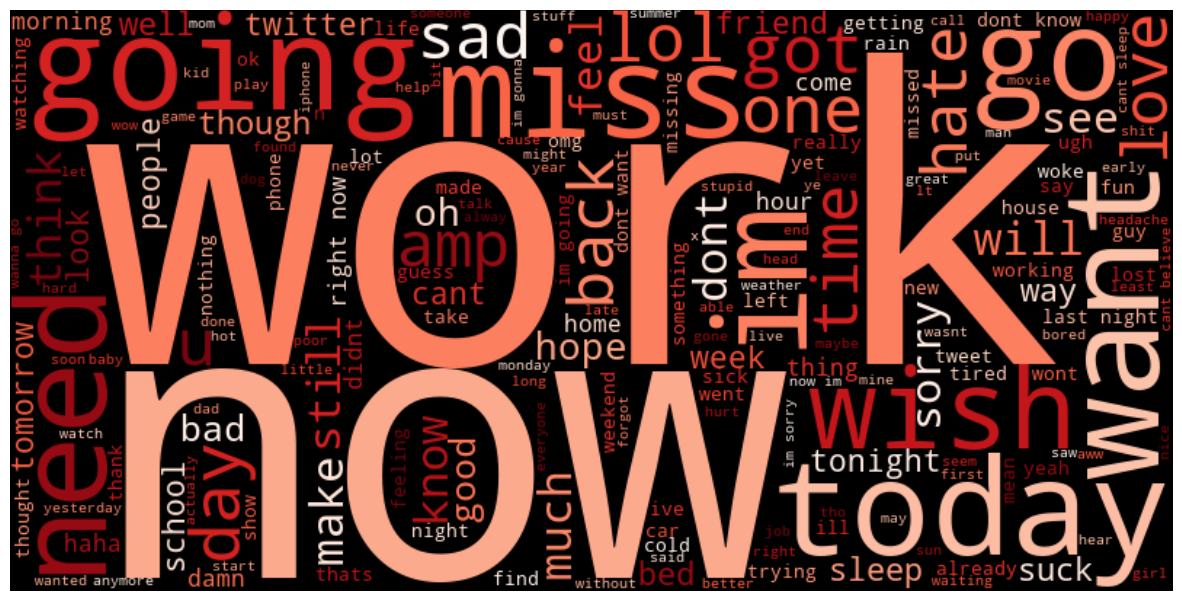 morning
well
mom
twitter
life
someone
stuff
summer
friend
getting
call
dont know
happy
going
sad
lol
got
rain
hate
go
love
watching
ok
kid
play
iphone
help
bit
im gonna
miss
feel
must
missing
one
come
missed
movie
cant sleep
see
man
shit
wow
game
though
n
people
found
never
lot
cause
omg
might
year
really
yet
ugh
put
great
lt
woke
say
early
fun
let
think
look
phone
dog
right now
made
talk
oh
alway
amp
guess
cant
take
im going
back
dont want
stupid
ye
leave
hour
dont
x
im
end
head
weather
left
time
will
house
guy
headache
working
lost
least
cant believe
wanna go
hard
work
nothing
done
hot
u
poor
little
still
didnt
late
home
hope
something
able
gone
live
maybe
new
way
last night
wasnt
bored
want
need
soon
baby
monday
long
week
sick
went
hurt
thing
now im
mine
sorry
tweet
tired
wont
tomorrow
thought
watch
dad
bad
day
school
actually
show
make
now
feeling
know
good
night
everyone
weekend
forgot
im sorry
wish
tonight
seem
first
mean
yeah
saw
aww
nice
today
yesterday
thank
haha
start
damn
thats
wanted
anymore
find
much
without
ive
car
cold
said
bed
better
job
right
trying
tho
ill
may
sleep
sun
already
waiting
suck
hear
girl